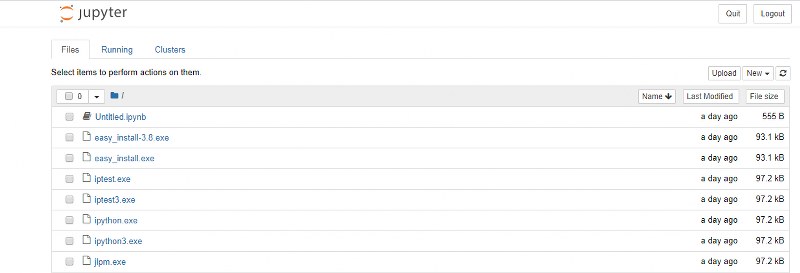 jupyter
Quit Logout
Files Running Clusters
Select items to perform actions on them.
Upload New
0 / Name Last Modified File size
Untitled.ipynb a day ago 555 B
easy_install-3.8.exe a day ago 93.1 kB
easy_install.exe a day ago 93.1 kB
iptest.exe a day ago 97.2 kB
iptest3.exe a day ago 97.2 kB
ipython.exe a day ago 97.2 kB
ipython3.exe a day ago 97.2 kB
jlpm.exe a day ago 97.2 kB